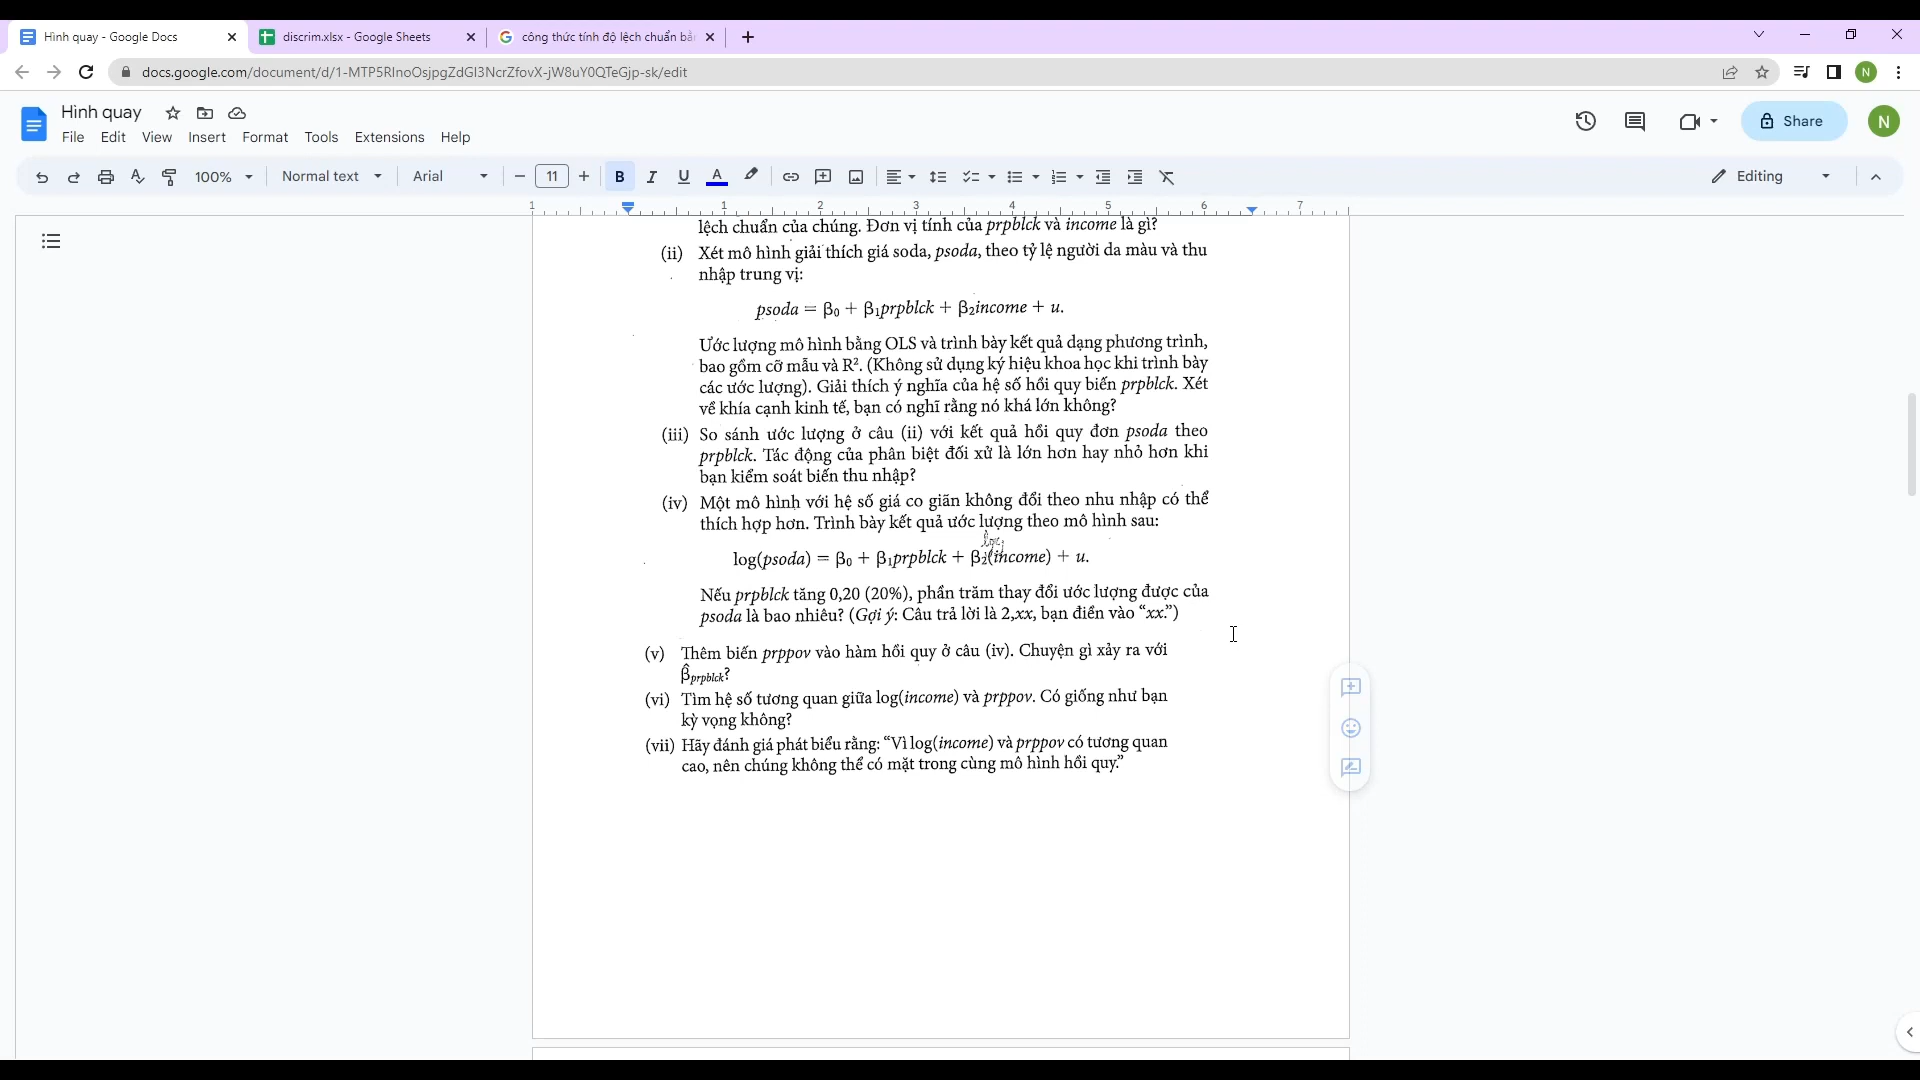 Hình quay - Google Docs
discrim.xlsx - Google Sheets
công thức tính độ lệch chuẩn bằ
docs.google.com/document/d/1-MTP5RInoOsjpgZdGI3NcrZfovX-jW8uY0QTeGjp-sk/edit
N
Hình quay
File Edit View Insert Format Tools Extensions Help
Share
N
100% Normal text Arial 11 B I U A Editing
1 1 2 3 4 5 6 7
lệch chuẩn của chúng. Đơn vị tính của prpblck và income là gì?
(ii) Xét mô hình giải thích giá soda, psoda, theo tỷ lệ người da màu và thu
nhập trung vị:
psoda = β₀ + β₁prpblck + β₂income + u.
Ước lượng mô hình bằng OLS và trình bày kết quả dạng phương trình,
bao gồm cỡ mẫu và R². (Không sử dụng ký hiệu khoa học khi trình bày
các ước lượng). Giải thích ý nghĩa của hệ số hồi quy biến prpblck. Xét
về khía cạnh kinh tế, bạn có nghĩ rằng nó khá lớn không?
(iii) So sánh ước lượng ở câu (ii) với kết quả hồi quy đơn psoda theo
prpblck. Tác động của phân biệt đối xử là lớn hơn hay nhỏ hơn khi
bạn kiểm soát biến thu nhập?
(iv) Một mô hình với hệ số giá co giãn không đổi theo nhu nhập có thể
thích hợp hơn. Trình bày kết quả ước lượng theo mô hình sau:
log
log(psoda) = β₀ + β₁prpblck + β₂(income) + u.
Nếu prpblck tăng 0,20 (20%), phần trăm thay đổi ước lượng được của
psoda là bao nhiêu? (Gợi ý: Câu trả lời là 2,xx, bạn điền vào “xx.”)
(v) Thêm biến prppov vào hàm hồi quy ở câu (iv). Chuyện gì xảy ra với
β̂prpblck?
(vi) Tìm hệ số tương quan giữa log(income) và prppov. Có giống như bạn
kỳ vọng không?
(vii) Hãy đánh giá phát biểu rằng: “Vì log(income) và prppov có tương quan
cao, nên chúng không thể có mặt trong cùng mô hình hồi quy.”